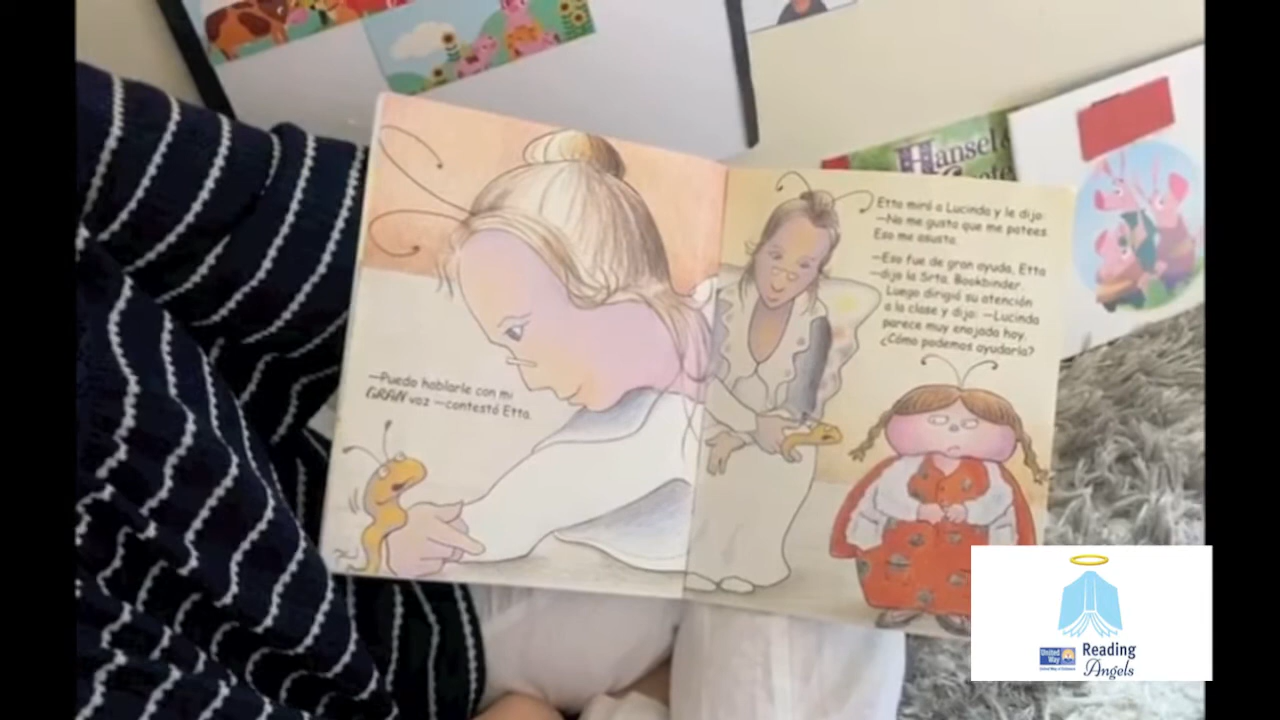 Hansel &
—Puedo hablarle con mi
GRAN voz —contestó Etta.
Etta miró a Lucinda y le dijo:
—No me gusta que me patees.
Eso me asusta.
—Eso fue de gran ayuda, Etta
—dijo la Srta. Bookbinder.
Luego dirigió su atención
a la clase y dijo: —Lucinda
parece muy enojada hoy.
¿Cómo podemos ayudarla?
United
Way
Reading
Angels